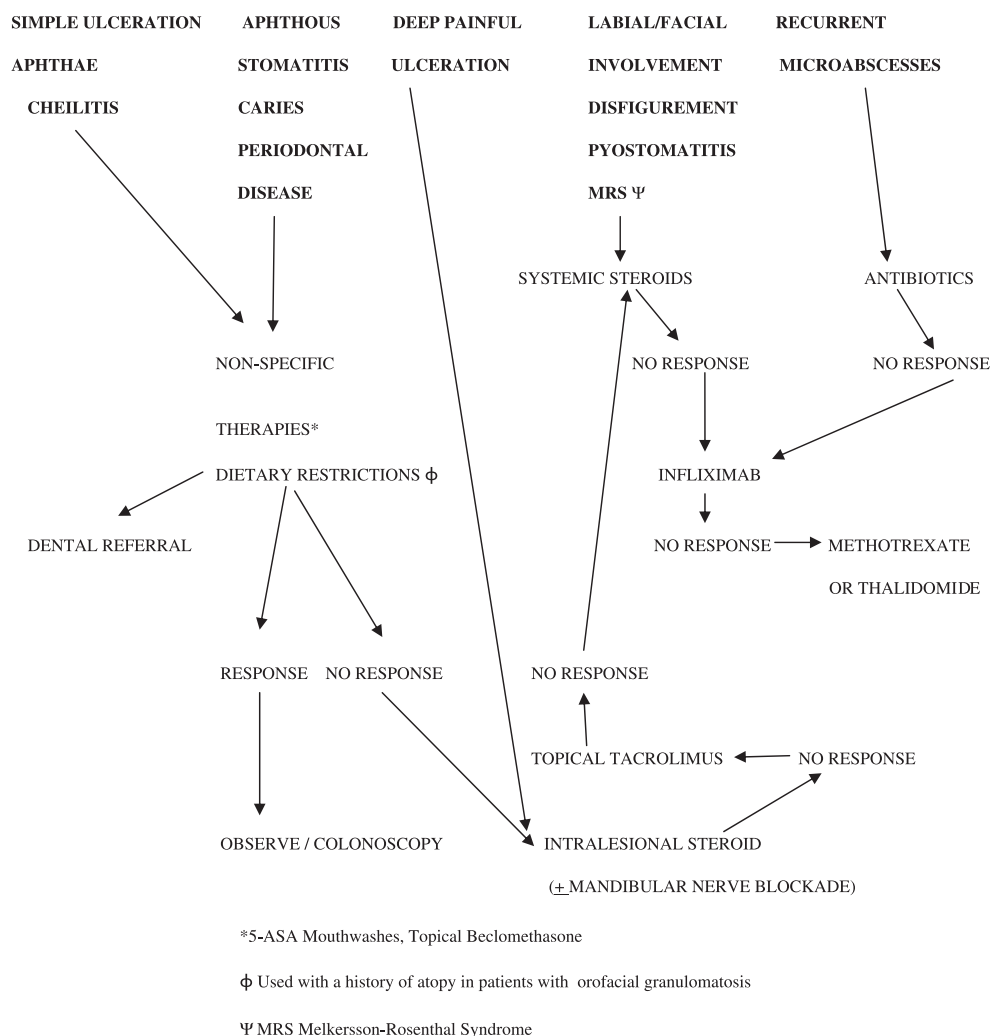 SIMPLE ULCERATION
APHTHAE
CHEILITIS
APHTHOUS
STOMATITIS
CARIES
PERIODONTAL
DISEASE
DEEP PAINFUL
ULCERATION
LABIAL/FACIAL
INVOLVEMENT
DISFIGUREMENT
PYOSTOMATITIS
MRS Ψ
RECURRENT
MICROABSCESSES
SYSTEMIC STEROIDS
ANTIBIOTICS
NON-SPECIFIC
THERAPIES*
DIETARY RESTRICTIONS ϕ
NO RESPONSE
NO RESPONSE
INFLIXIMAB
DENTAL REFERRAL
NO RESPONSE
METHOTREXATE
OR THALIDOMIDE
RESPONSE
NO RESPONSE
NO RESPONSE
TOPICAL TACROLIMUS
NO RESPONSE
OBSERVE / COLONOSCOPY
INTRALESIONAL STEROID
(± MANDIBULAR NERVE BLOCKADE)
*5-ASA Mouthwashes, Topical Beclomethasone
ϕ Used with a history of atopy in patients with orofacial granulomatosis
Ψ MRS Melkersson-Rosenthal Syndrome